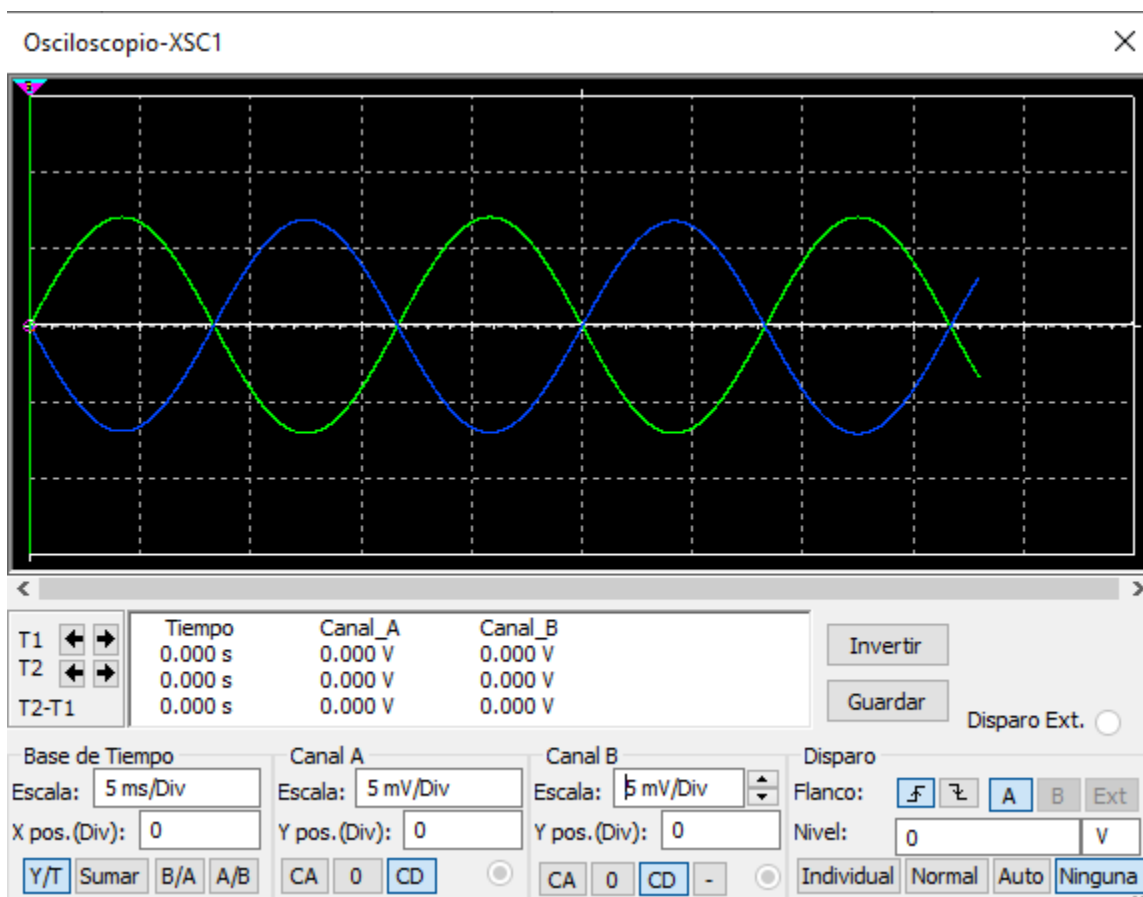 Osciloscopio-XSC1
T1
T2
T2-T1
Tiempo Canal_A Canal_B
0.000 s 0.000 V 0.000 V
0.000 s 0.000 V 0.000 V
0.000 s 0.000 V 0.000 V
Invertir
Guardar
Disparo Ext.
Base de Tiempo
Escala: 5 ms/Div
X pos.(Div): 0
Y/T Sumar B/A A/B
Canal A
Escala: 5 mV/Div
Y pos.(Div): 0
CA 0 CD
Canal B
Escala: 5 mV/Div
Y pos.(Div): 0
CA 0 CD -
Disparo
Flanco: A B Ext
Nivel: 0 V
Individual Normal Auto Ninguna